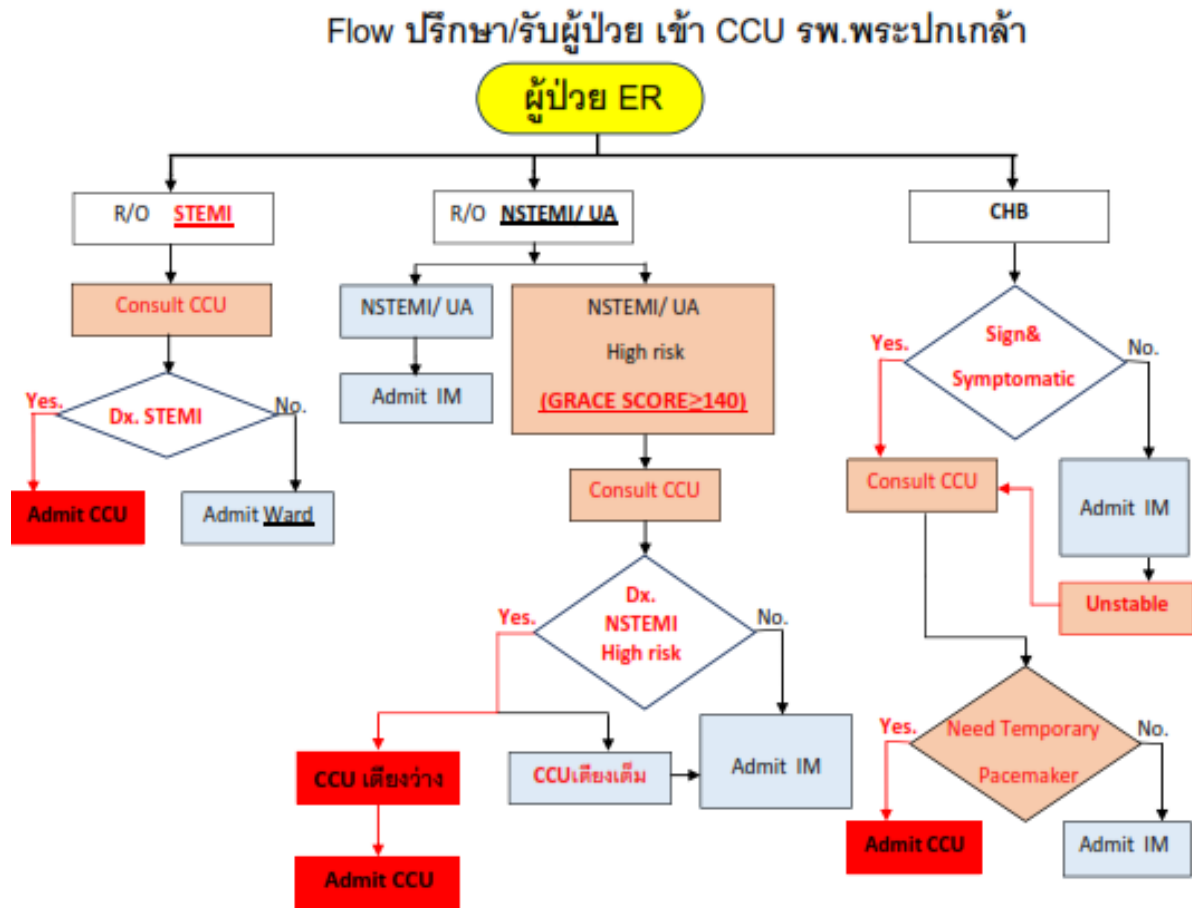 Flow ปรึกษา/รับผู้ป่วย เข้า CCU รพ.พระปกเกล้า
ผู้ป่วย ER
R/O STEMI
R/O NSTEMI/ UA
CHB
Consult CCU
NSTEMI/ UA
NSTEMI/ UA
High risk
(GRACE SCORE≥140)
Admit IM
Yes.
Sign&
Symptomatic
No.
Yes.
Dx. STEMI
No.
Consult CCU
Consult CCU
Admit IM
Admit CCU
Admit Ward
Unstable
Yes.
Dx.
NSTEMI
High risk
No.
Yes.
Need Temporary
Pacemaker
No.
CCU เตียงว่าง
CCUเตียงเต็ม
Admit IM
Admit CCU
Admit IM
Admit CCU